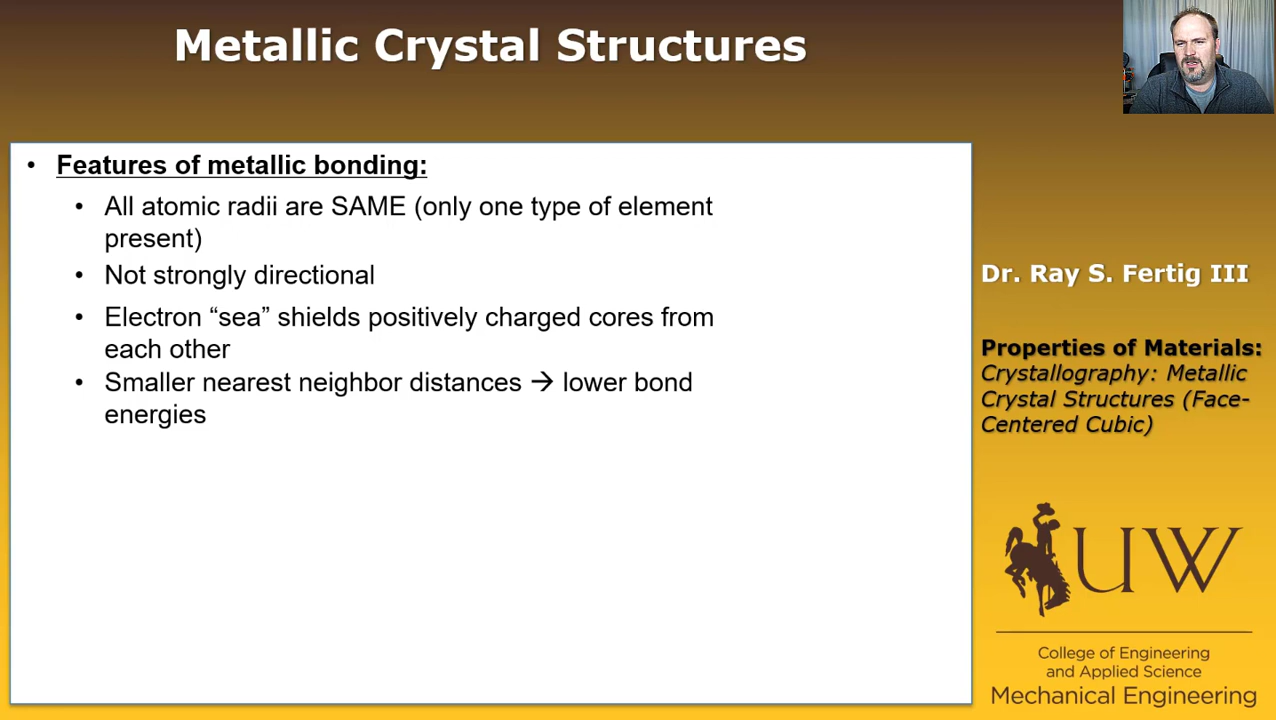 Metallic Crystal Structures
• Features of metallic bonding:
• All atomic radii are SAME (only one type of element
present)
• Not strongly directional
• Electron “sea” shields positively charged cores from
each other
• Smaller nearest neighbor distances → lower bond
energies
Dr. Ray S. Fertig III
Properties of Materials:
Crystallography: Metallic
Crystal Structures (Face-
Centered Cubic)
UW
College of Engineering
and Applied Science
Mechanical Engineering